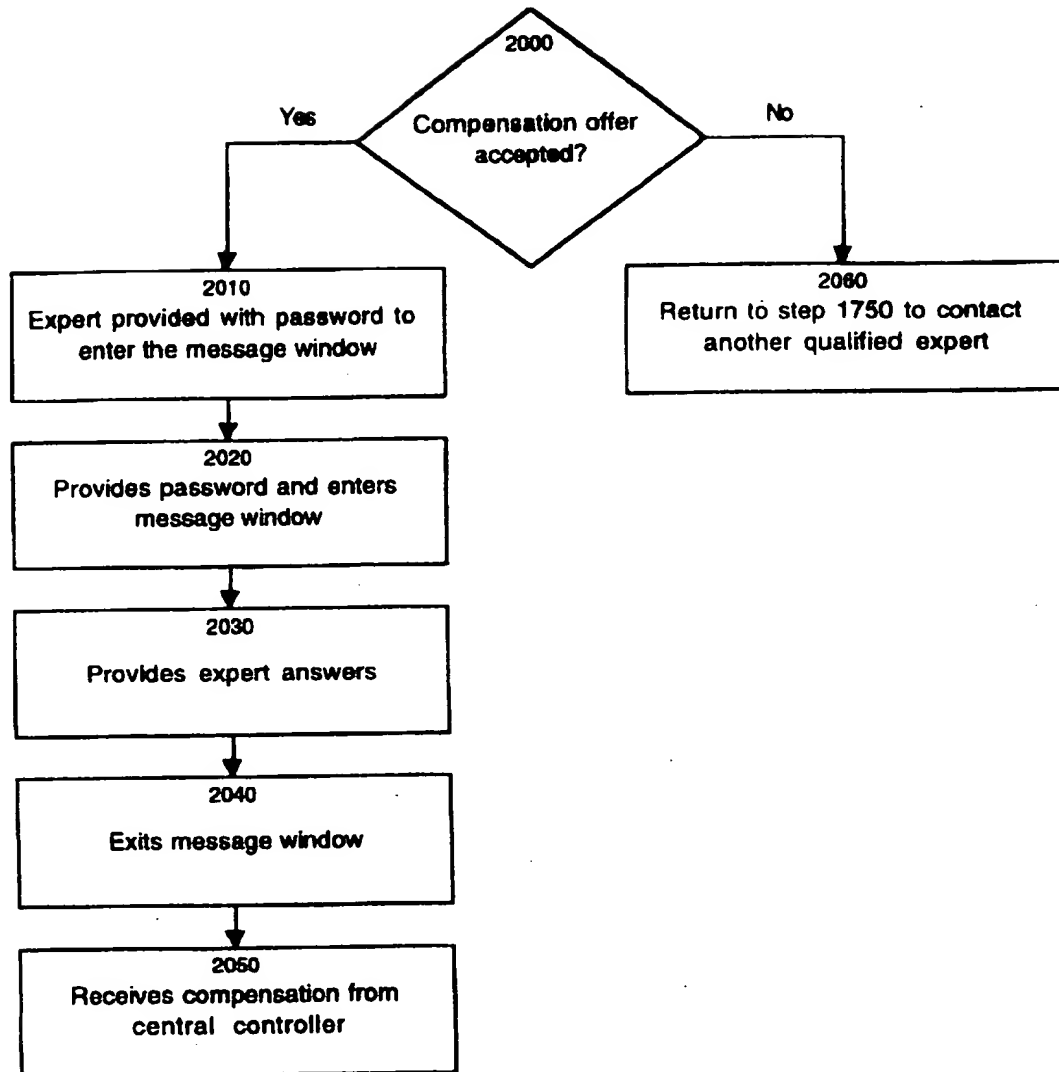 2000
Compensation offer
accepted?
Yes
No
2010
Expert provided with password to
enter the message window
2060
Return to step 1750 to contact
another qualified expert
2020
Provides password and enters
message window
2030
Provides expert answers
2040
Exits message window
2050
Receives compensation from
central controller